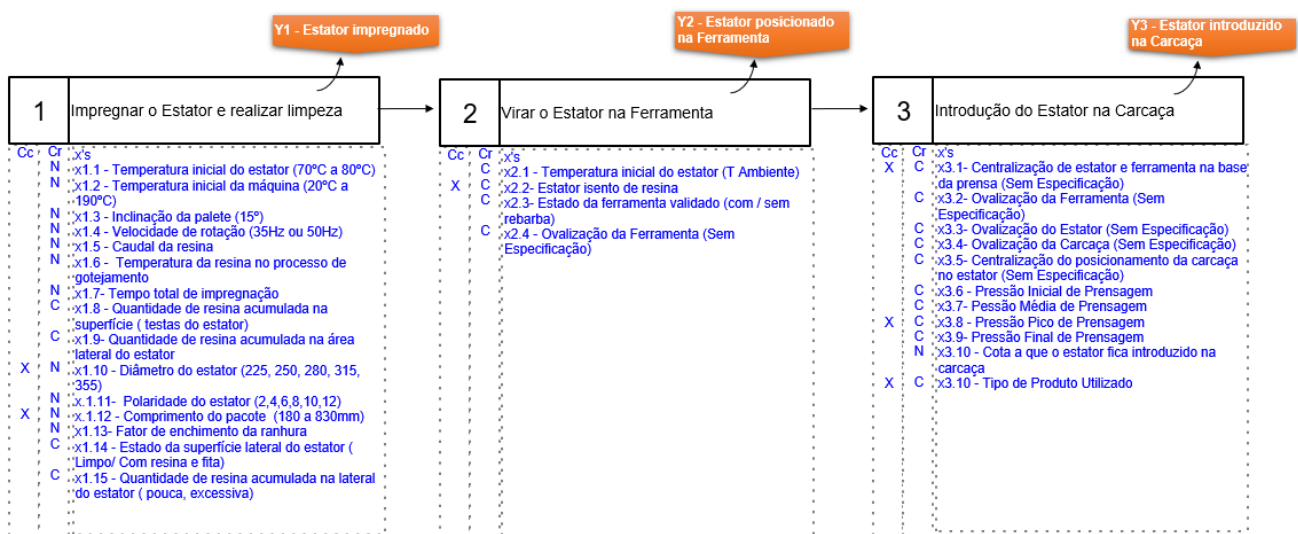 Y1 - Estator impregnado
Y2 - Estator posicionado
na Ferramenta
Y3 - Estator introduzido
na Carcaça
1 Impregnar o Estator e realizar limpeza
Cc Cr x's
N x1.1 - Temperatura inicial do estator (70ºC a 80ºC)
N x1.2 - Temperatura inicial da máquina (20ºC a
190ºC)
N x1.3 - Inclinação da palete (15º)
N x1.4 - Velocidade de rotação (35Hz ou 50Hz)
N x1.5 - Caudal da resina
N x1.6 - Temperatura da resina no processo de
gotejamento
N x1.7- Tempo total de impregnação
C x1.8 - Quantidade de resina acumulada na
superfície ( testas do estator)
C x1.9- Quantidade de resina acumulada na área
lateral do estator
X N x1.10 - Diâmetro do estator (225, 250, 280, 315,
355)
N x.1.11- Polaridade do estator (2,4,6,8,10,12)
X N x1.12 - Comprimento do pacote (180 a 830mm)
N x1.13- Fator de enchimento da ranhura
C x1.14 - Estado da superfície lateral do estator (
Limpo/ Com resina e fita)
C x1.15 - Quantidade de resina acumulada na lateral
do estator ( pouca, excessiva)
2 Virar o Estator na Ferramenta
Cc Cr x's
C x2.1 - Temperatura inicial do estator (T Ambiente)
X C x2.2- Estator isento de resina
C x2.3- Estado da ferramenta validado (com / sem
rebarba)
C x2.4 - Ovalização da Ferramenta (Sem
Especificação)
3 Introdução do Estator na Carcaça
Cc Cr x's
X C x3.1- Centralização de estator e ferramenta na base
da prensa (Sem Especificação)
C x3.2- Ovalização da Ferramenta (Sem
Especificação)
C x3.3- Ovalização do Estator (Sem Especificação)
C x3.4- Ovalização da Carcaça (Sem Especificação)
C x3.5- Centralização do posicionamento da carcaça
no estator (Sem Especificação)
C x3.6 - Pressão Inicial de Prensagem
C x3.7- Pessão Média de Prensagem
X C x3.8 - Pressão Pico de Prensagem
C x3.9- Pressão Final de Prensagem
N x3.10 - Cota a que o estator fica introduzido na
carcaça
X C x3.10 - Tipo de Produto Utilizado